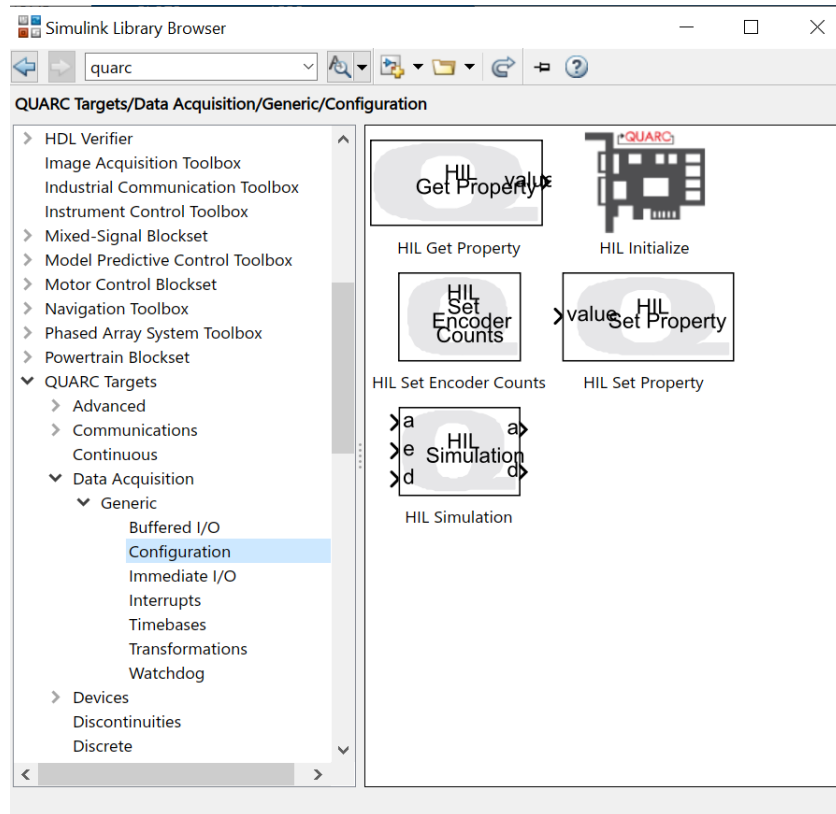 Simulink Library Browser
quarc
QUARC Targets/Data Acquisition/Generic/Configuration
HDL Verifier
Image Acquisition Toolbox
Industrial Communication Toolbox
Instrument Control Toolbox
Mixed-Signal Blockset
Model Predictive Control Toolbox
Motor Control Blockset
Navigation Toolbox
Phased Array System Toolbox
Powertrain Blockset
QUARC Targets
Advanced
Communications
Continuous
Data Acquisition
Generic
Buffered I/O
Configuration
Immediate I/O
Interrupts
Timebases
Transformations
Watchdog
Devices
Discontinuities
Discrete
HIL
Get Property
value
HIL Get Property
QUARC
HIL Initialize
HIL
Set
Encoder
Counts
HIL Set Encoder Counts
value
HIL
Set Property
HIL Set Property
a
e
d
HIL
Simulation
a
d
HIL Simulation